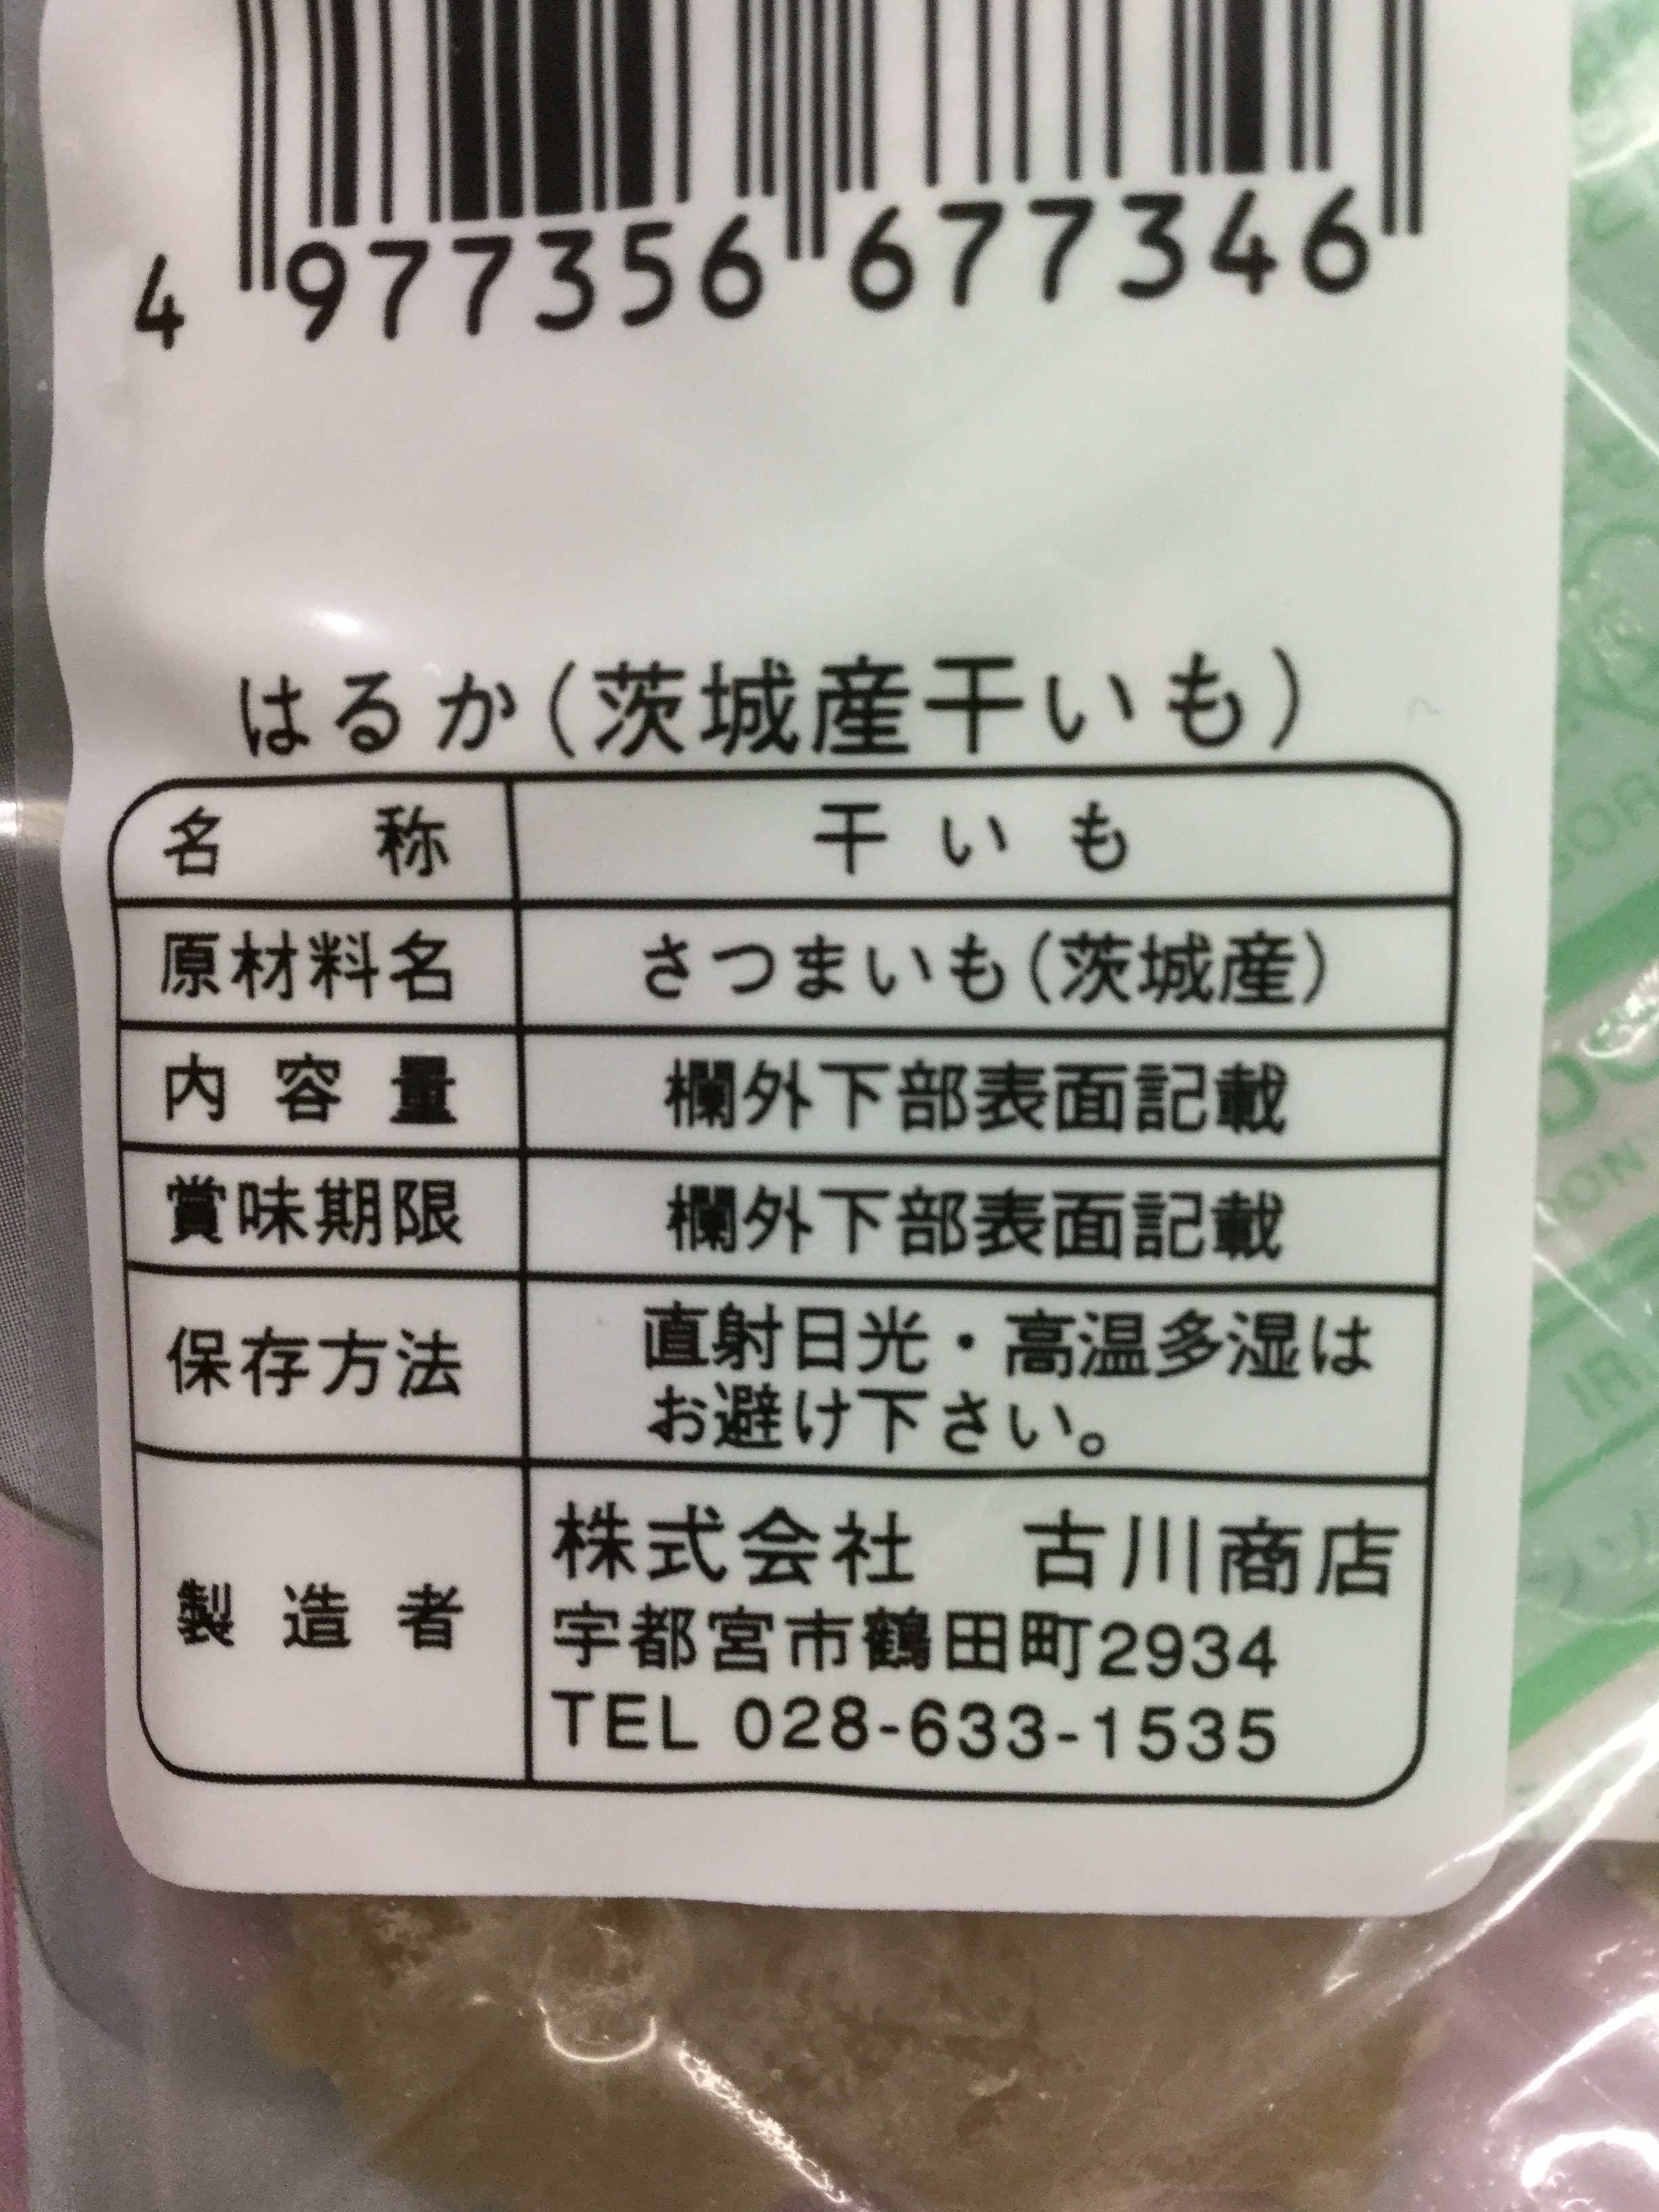 4 977356 677346
はるか(茨城産干いも)
名称 干いも
原材料名 さつまいも(茨城産)
内容量 欄外下部表面記載
賞味期限 欄外下部表面記載
保存方法 直射日光・高温多湿は
お避け下さい。
製造者 株式会社 古川商店
宇都宮市鶴田町2934
TEL 028-633-1535